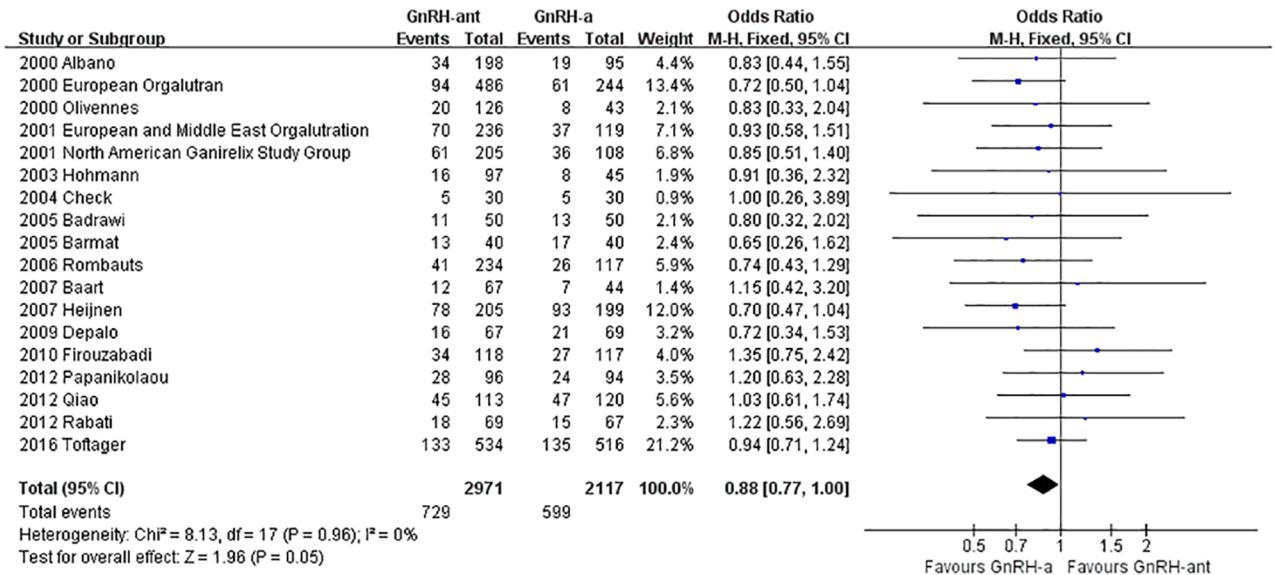 GnRH-ant GnRH-a Odds Ratio Odds Ratio
Study or Subgroup Events Total Events Total Weight M-H, Fixed, 95% CI M-H, Fixed, 95% CI
2000 Albano 34 198 19 95 4.4% 0.83 [0.44, 1.55]
2000 European Orgalutran 94 486 61 244 13.4% 0.72 [0.50, 1.04]
2000 Olivennes 20 126 8 43 2.1% 0.83 [0.33, 2.04]
2001 European and Middle East Orgalutration 70 236 37 119 7.1% 0.93 [0.58, 1.51]
2001 North American Ganirelix Study Group 61 205 36 108 6.8% 0.85 [0.51, 1.40]
2003 Hohmann 16 97 8 45 1.9% 0.91 [0.36, 2.32]
2004 Check 5 30 5 30 0.9% 1.00 [0.26, 3.89]
2005 Badrawi 11 50 13 50 2.1% 0.80 [0.32, 2.02]
2005 Barmat 13 40 17 40 2.4% 0.65 [0.26, 1.62]
2006 Rombauts 41 234 26 117 5.9% 0.74 [0.43, 1.29]
2007 Baart 12 67 7 44 1.4% 1.15 [0.42, 3.20]
2007 Heijnen 78 205 93 199 12.0% 0.70 [0.47, 1.04]
2009 Depalo 16 67 21 69 3.2% 0.72 [0.34, 1.53]
2010 Firouzabadi 34 118 27 117 4.0% 1.35 [0.75, 2.42]
2012 Papanikolaou 28 96 24 94 3.5% 1.20 [0.63, 2.28]
2012 Qiao 45 113 47 120 5.6% 1.03 [0.61, 1.74]
2012 Rabati 18 69 15 67 2.3% 1.22 [0.56, 2.69]
2016 Toftager 133 534 135 516 21.2% 0.94 [0.71, 1.24]
Total (95% CI) 2971 2117 100.0% 0.88 [0.77, 1.00]
Total events 729 599
Heterogeneity: Chi² = 8.13, df = 17 (P = 0.96); I² = 0%
Test for overall effect: Z = 1.96 (P = 0.05)
0.5 0.7 1 1.5 2
Favours GnRH-a Favours GnRH-ant